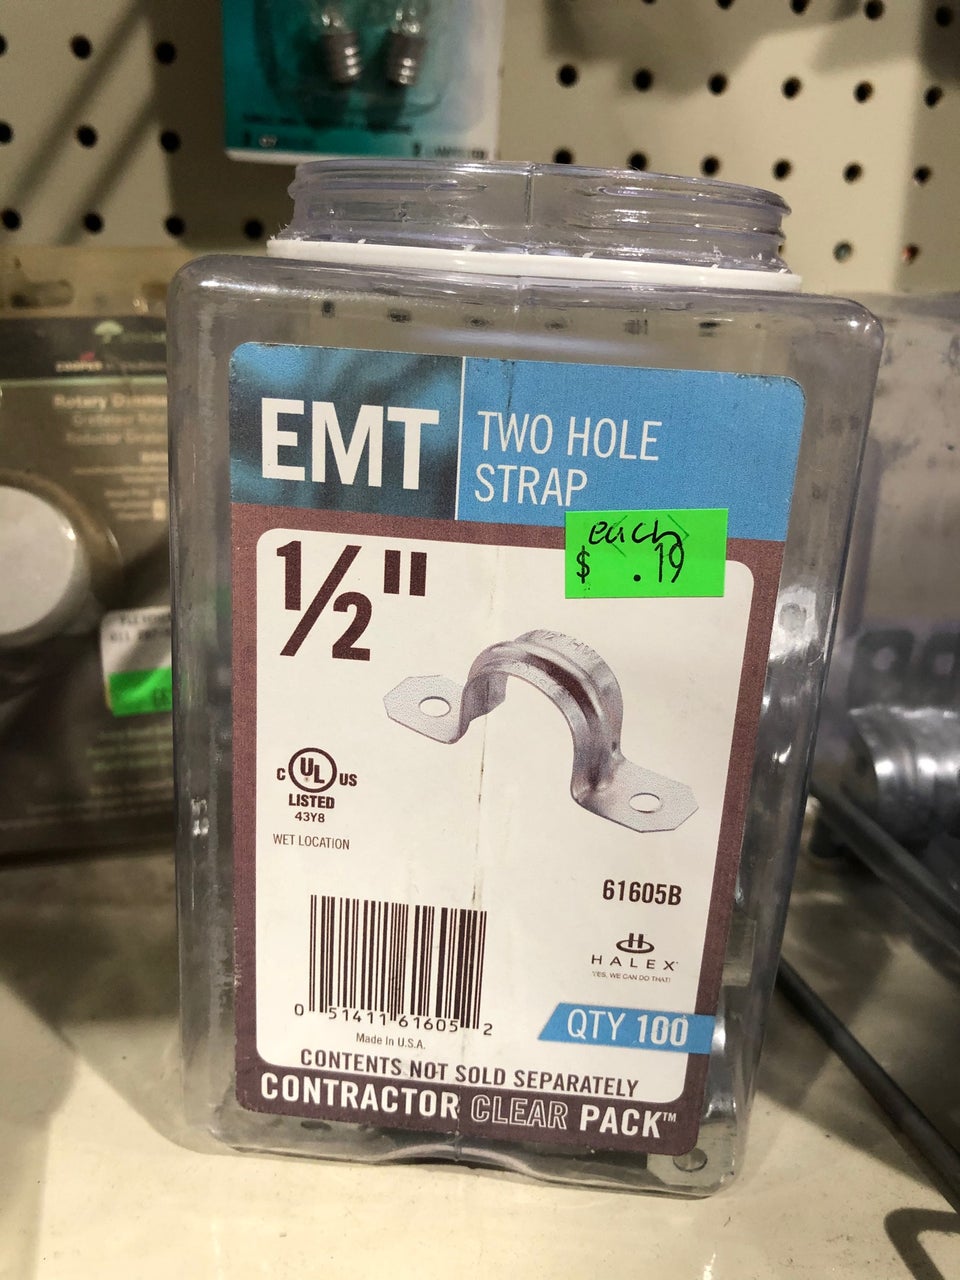 EMT
TWO HOLE
STRAP
each
$ .19
1/2"
C UL US
LISTED
43Y8
WET LOCATION
61605B
HALEX
YES, WE CAN DO THAT!
0 51411 61605 2
Made In U.S.A.
QTY 100
CONTENTS NOT SOLD SEPARATELY
CONTRACTOR CLEAR PACK™